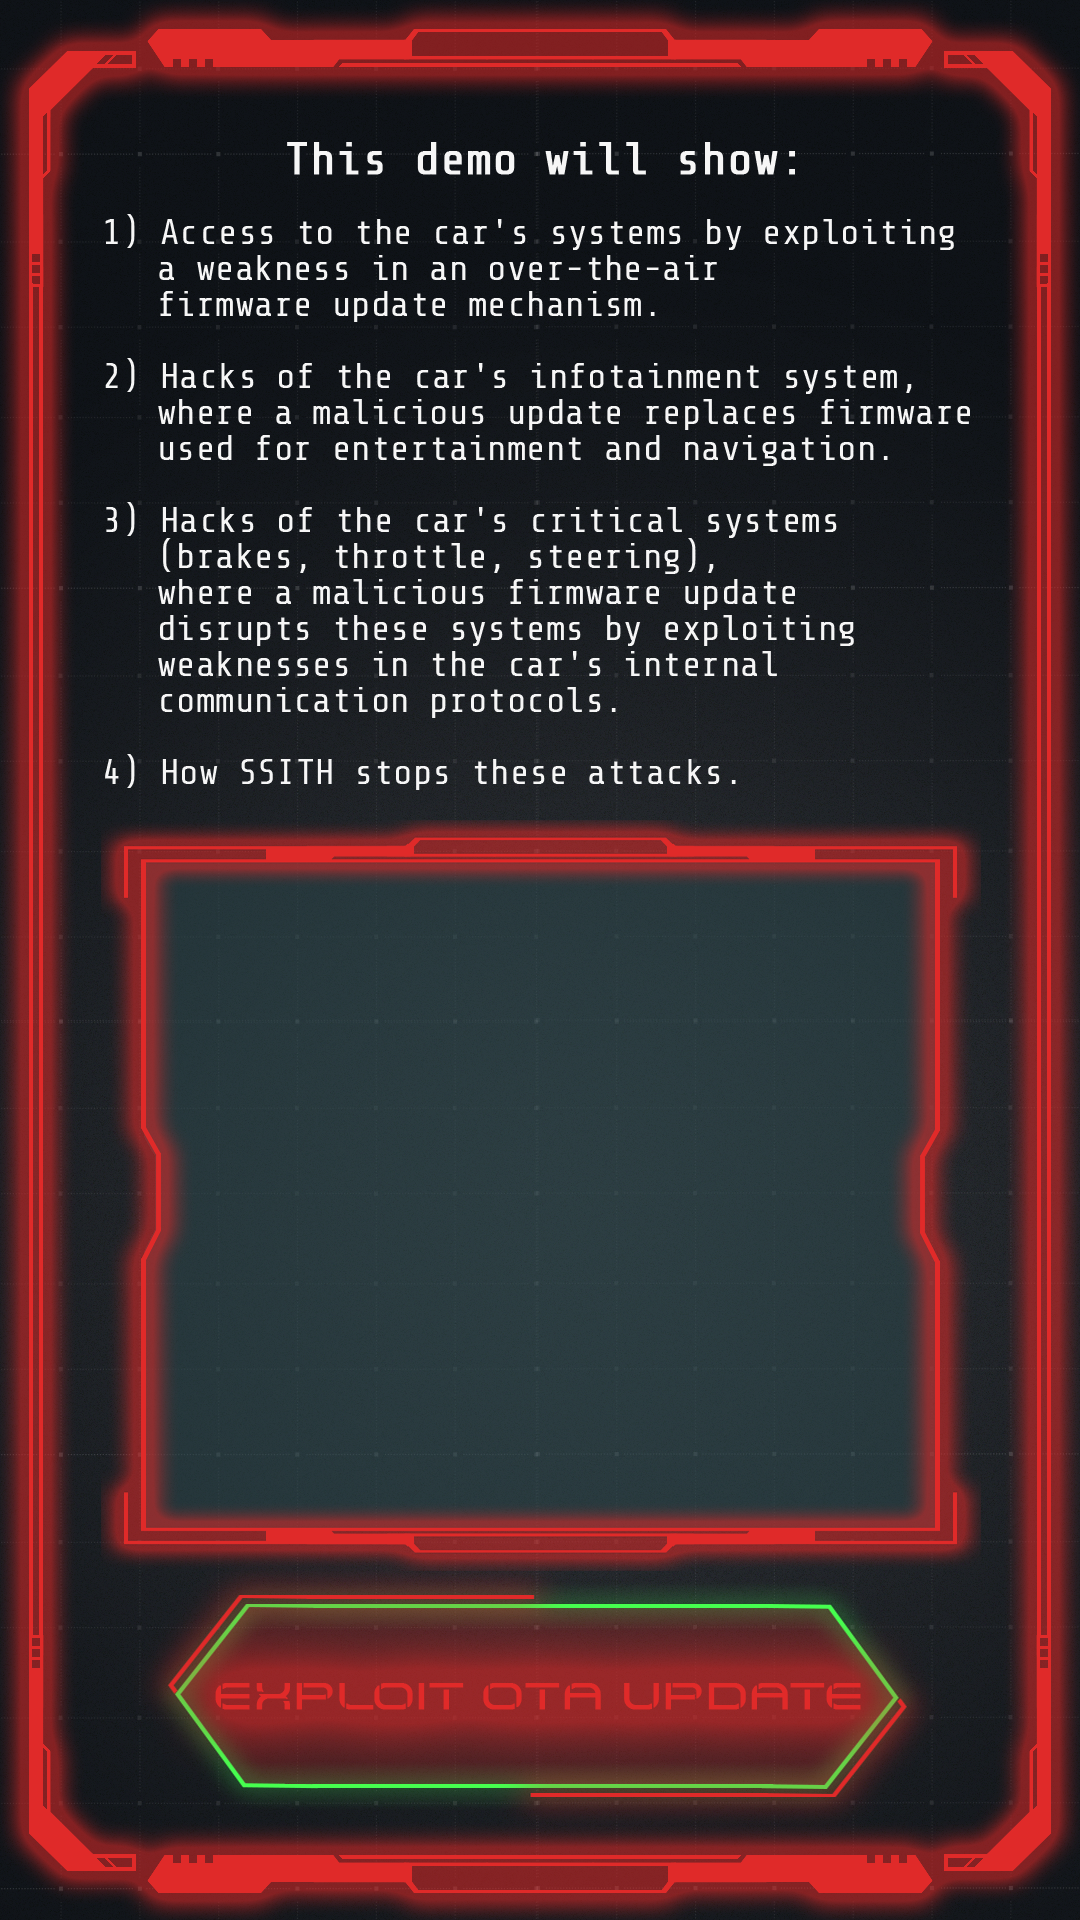 This demo will show:
1) Access to the car's systems by exploiting
a weakness in an over-the-air
firmware update mechanism.
2) Hacks of the car's infotainment system,
where a malicious update replaces firmware
used for entertainment and navigation.
3) Hacks of the car's critical systems
(brakes, throttle, steering),
where a malicious firmware update
disrupts these systems by exploiting
weaknesses in the car's internal
communication protocols.
4) How SSITH stops these attacks.
EXPLOIT OTA UPDATE